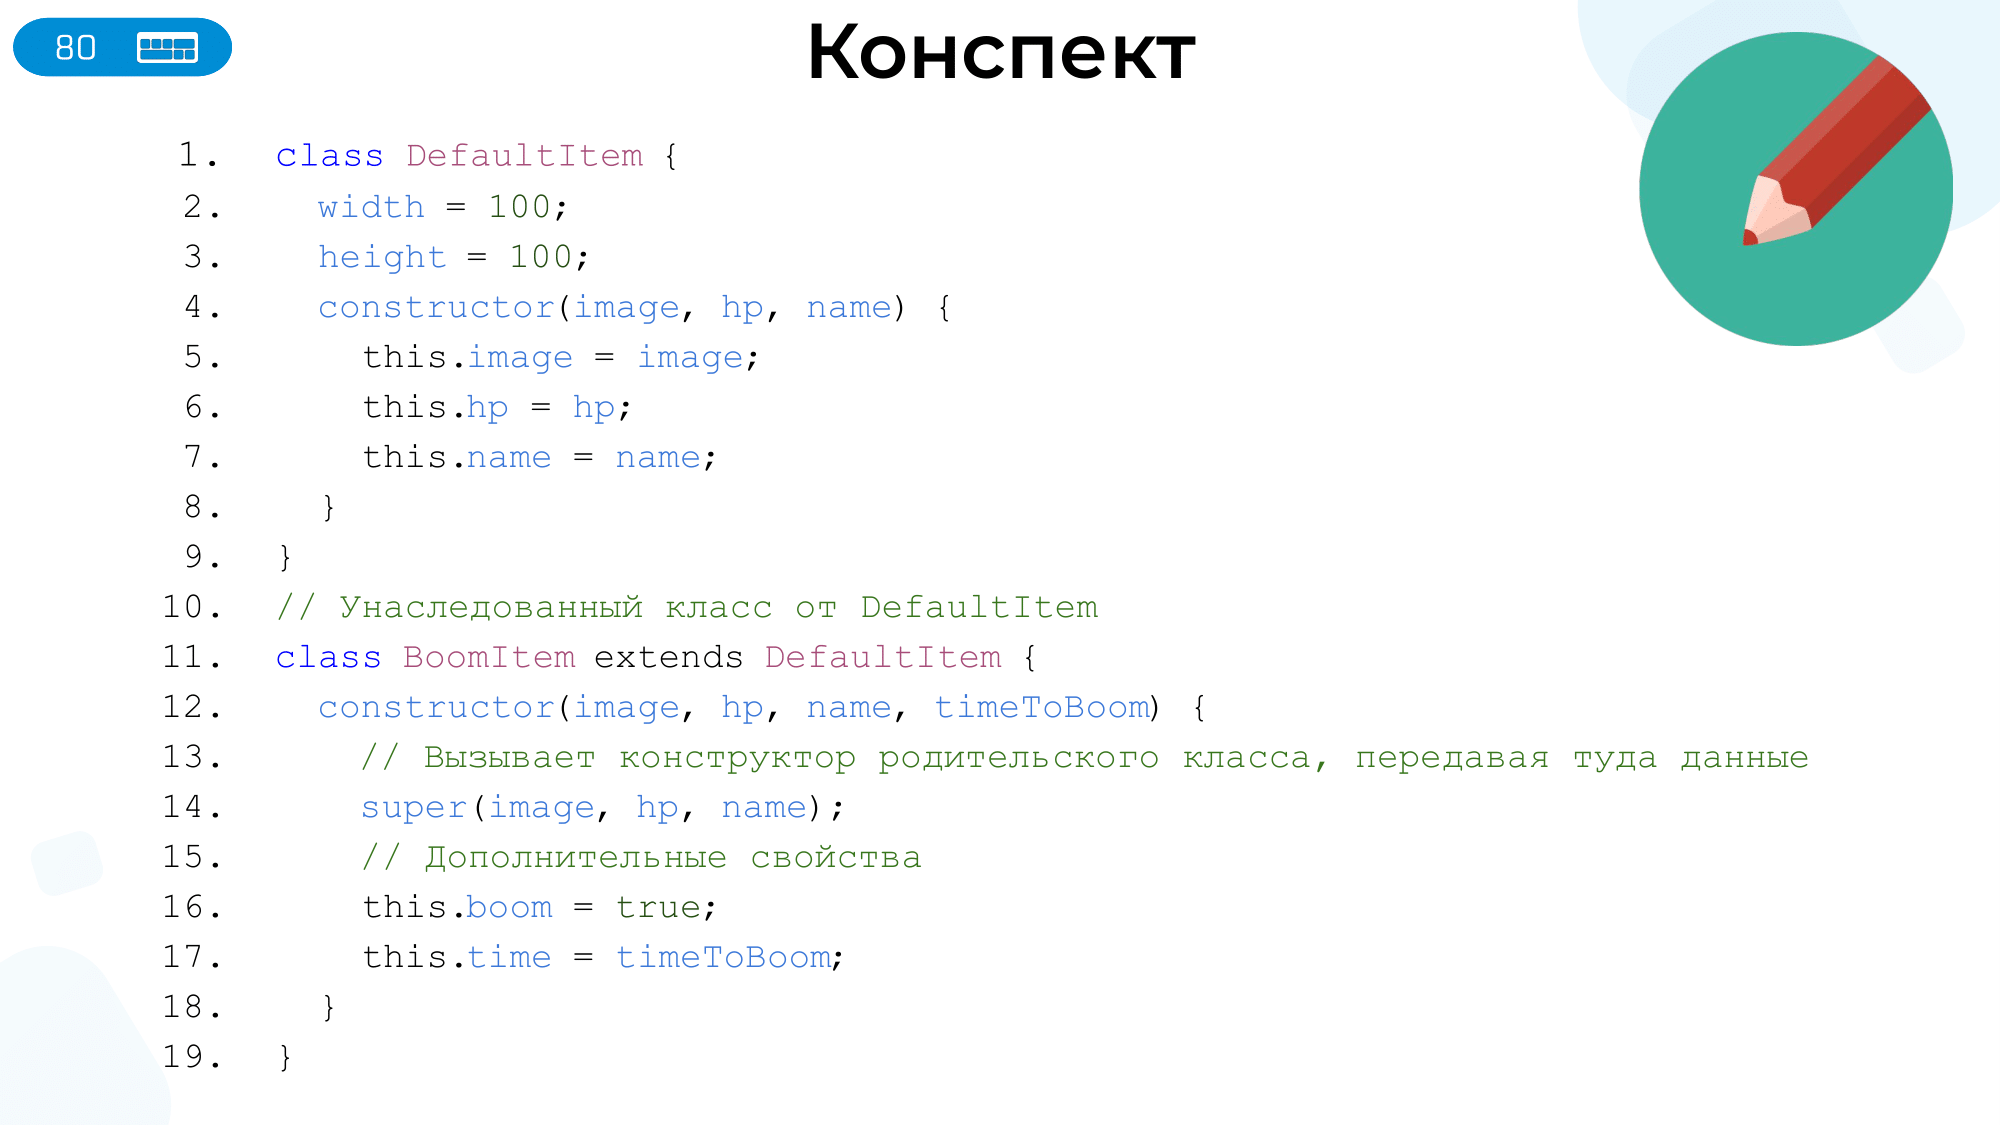 80
Конспект
1. class DefaultItem {
2. width = 100;
3. height = 100;
4. constructor(image, hp, name) {
5. this.image = image;
6. this.hp = hp;
7. this.name = name;
8. }
9. }
10. // Унаследованный класс от DefaultItem
11. class BoomItem extends DefaultItem {
12. constructor(image, hp, name, timeToBoom) {
13. // Вызывает конструктор родительского класса, передавая туда данные
14. super(image, hp, name);
15. // Дополнительные свойства
16. this.boom = true;
17. this.time = timeToBoom;
18. }
19. }